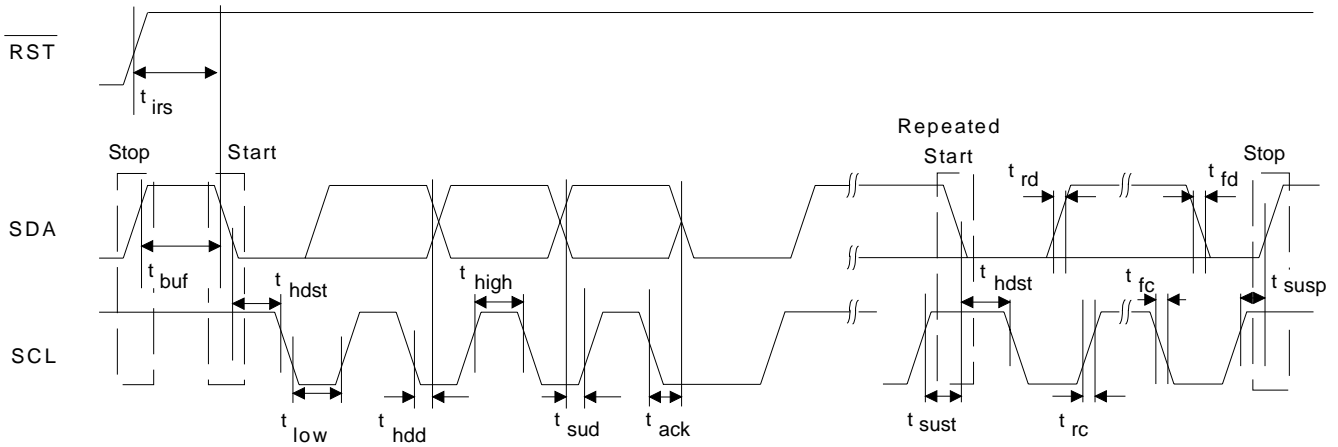 RST
t irs
Repeated
Stop Start Start Stop
t rd t fd
SDA
t buf t hdst t high t hdst t fc t susp
SCL
t low t hdd t sud t ack t sust t rc